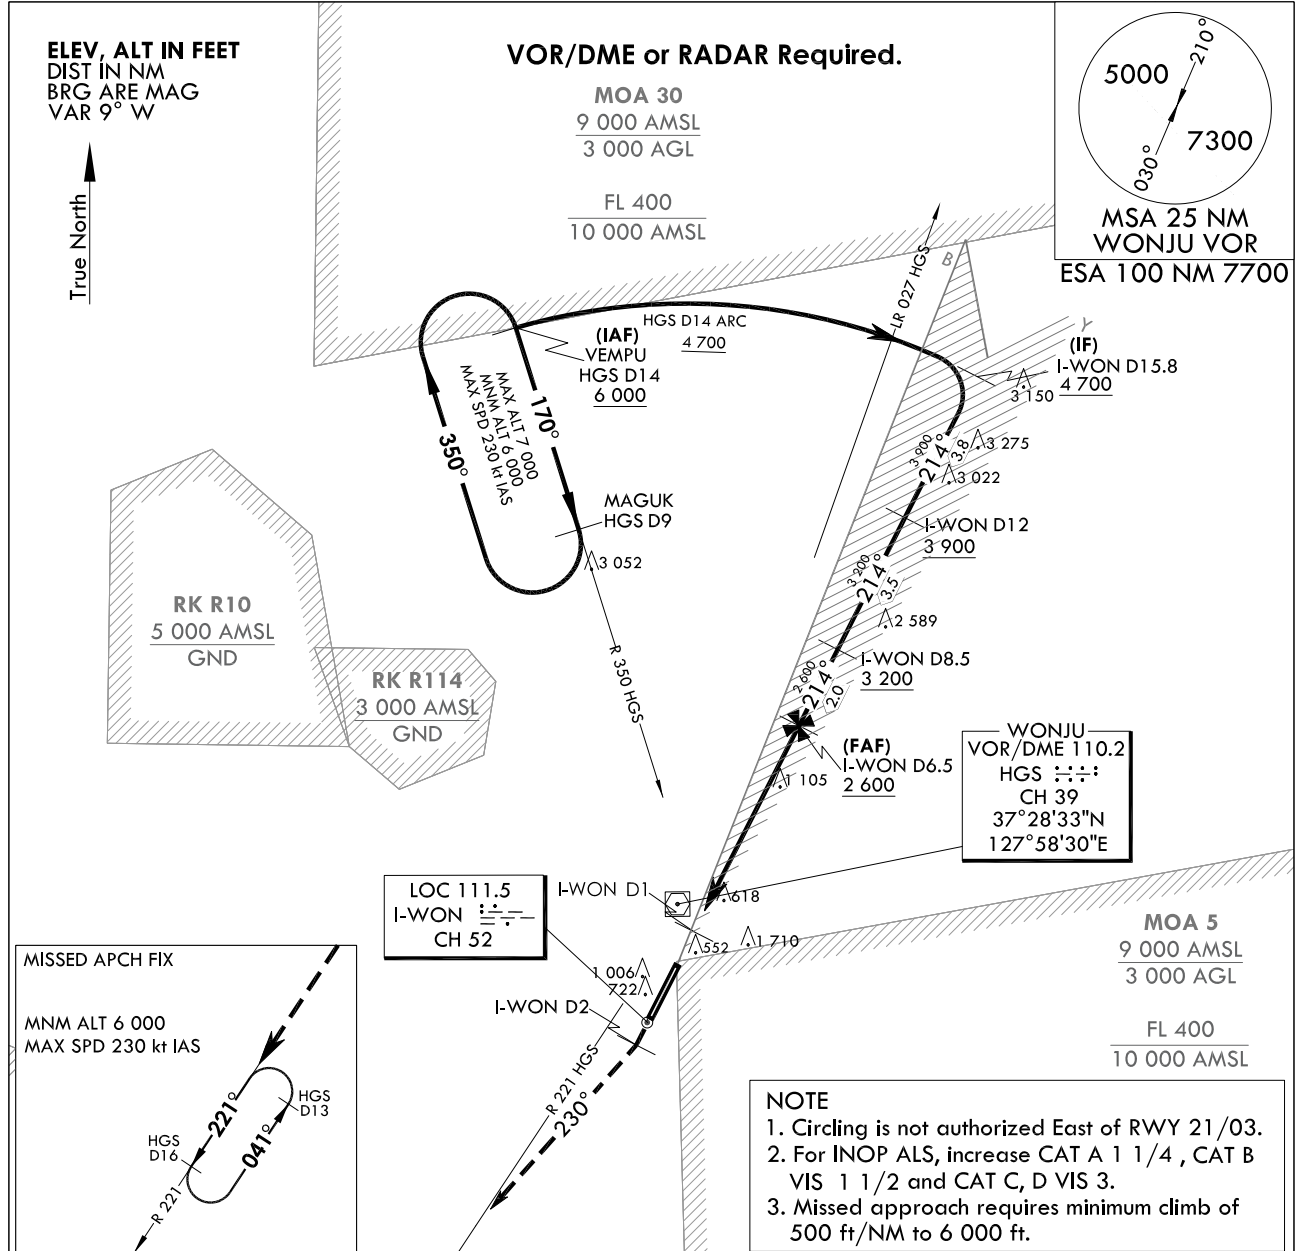 ELEV, ALT IN FEET
DIST IN NM
BRG ARE MAG
VAR 9° W
True North
VOR/DME or RADAR Required.
MOA 30
9 000 AMSL
3 000 AGL
FL 400
10 000 AMSL
5000
210°
7300
030°
MSA 25 NM
WONJU VOR
ESA 100 NM 7700
B
Y
LR 027 HGS
HGS D14 ARC
4 700
(IAF)
VEMPU
HGS D14
6 000
(IF)
I-WON D15.8
4 700
3 150
MAX ALT 7 000
MNM ALT 6 000
MAX SPD 230 kt IAS
170°
350°
3 900
214°
3.8
3 275
3 022
MAGUK
HGS D9
I-WON D12
3 900
3 052
3 200
214°
3.5
2 589
RK R10
5 000 AMSL
GND
RK R114
3 000 AMSL
GND
R 350 HGS
I-WON D8.5
3 200
2 600
214°
2.0
(FAF)
I-WON D6.5
2 600
1 105
WONJU
VOR/DME 110.2
HGS
CH 39
37°28'33"N
127°58'30"E
LOC 111.5
I-WON
CH 52
I-WON D1
618
552
1 710
1 006
722
I-WON D2
R 221 HGS
230°
MOA 5
9 000 AMSL
3 000 AGL
FL 400
10 000 AMSL
MISSED APCH FIX
MNM ALT 6 000
MAX SPD 230 kt IAS
221°
041°
HGS
D13
HGS
D16
R 221
NOTE
1. Circling is not authorized East of RWY 21/03.
2. For INOP ALS, increase CAT A 1 1/4 , CAT B
VIS 1 1/2 and CAT C, D VIS 3.
3. Missed approach requires minimum climb of
500 ft/NM to 6 000 ft.